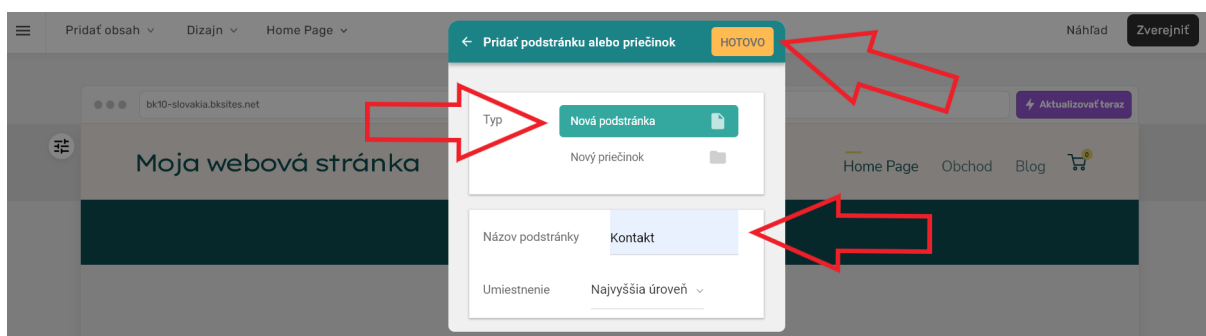 Pridať obsah Dizajn Home Page
Pridať podstránku alebo priečinok HOTOVO
Náhľad Zverejniť
bk10-slovakia.bksites.net
Aktualizovať teraz
Typ Nová podstránka
Nový priečinok
Moja webová stránka
Home Page Obchod Blog 0
Názov podstránky Kontakt
Umiestnenie Najvyššia úroveň